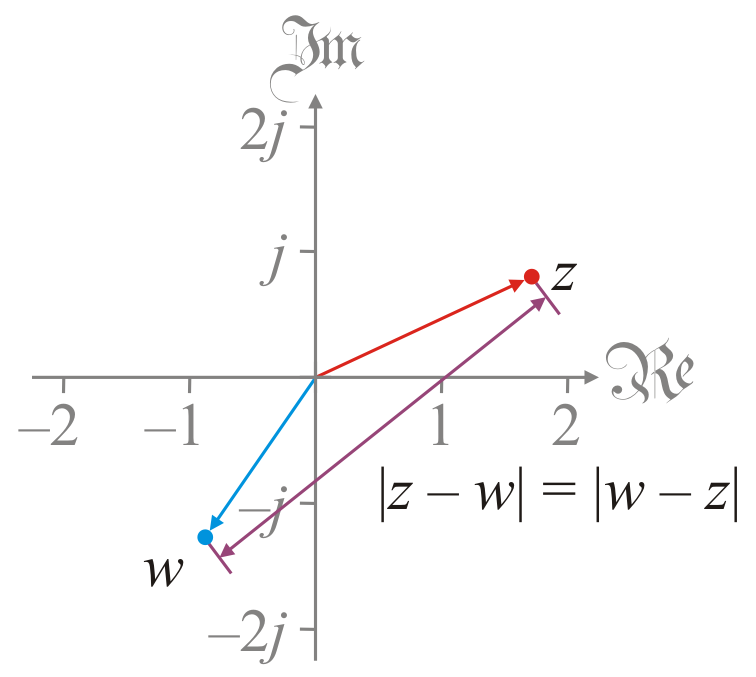 ℑm
2j
j
z
ℜe
–2
–1
1
2
|z – w| = |w – z|
–j
w
–2j